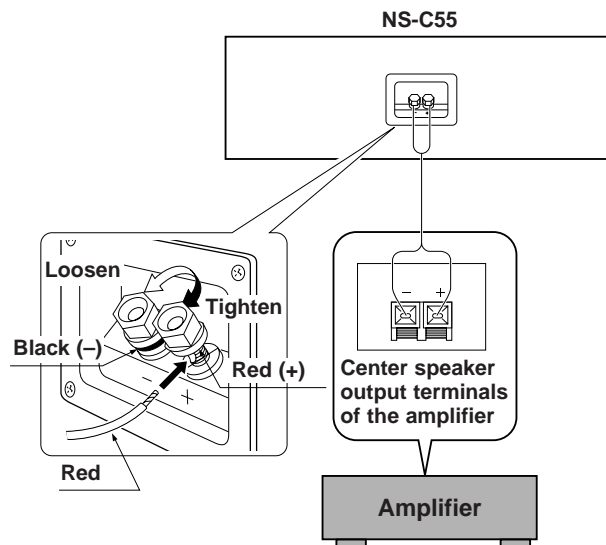 NS-C55
Loosen
Tighten
Black (–)
Red (+)
– +
Red
– +
Center speaker
output terminals
of the amplifier
Amplifier